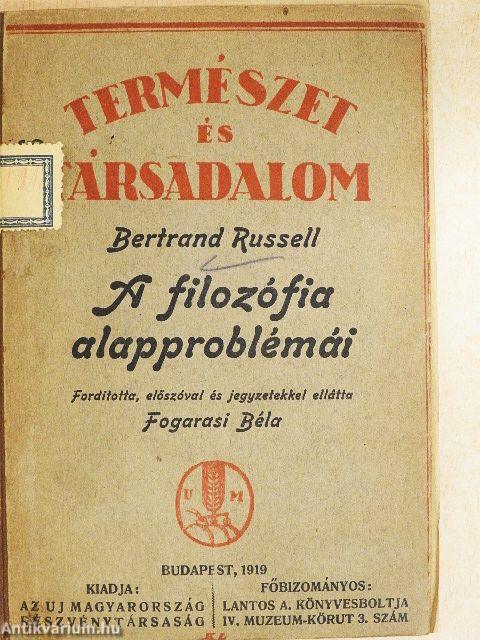 TERMÉSZET
ÉS
TÁRSADALOM
Bertrand Russell
A filozófia
alapproblémái
Forditotta, előszóval és jegyzetekkel ellátta
Fogarasi Béla
U M
BUDAPEST, 1919
KIADJA:
AZ UJ MAGYARORSZÁG
RÉSZVÉNYTÁRSASÁG
FŐBIZOMÁNYOS:
LANTOS A. KÖNYVESBOLTJA
IV. MUZEUM-KÖRUT 3. SZÁM
Antikvarium.hu